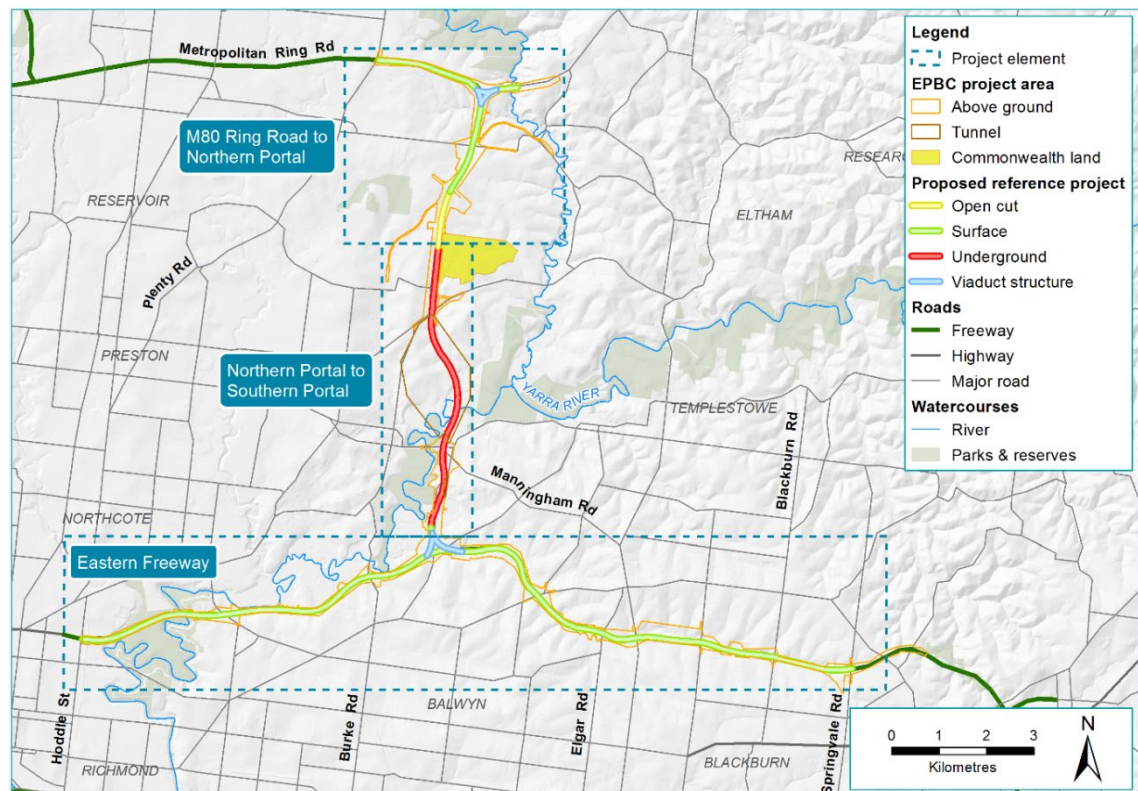 Metropolitan Ring Rd
M80 Ring Road to
Northern Portal
RESERVOIR
Plenty Rd
PRESTON
Northern Portal to
Southern Portal
RESEARCH
ELTHAM
YARRA RIVER
TEMPLESTOWE
Blackburn Rd
Manningham Rd
NORTHCOTE
Eastern Freeway
Hoddle St
Burke Rd
BALWYN
Elgar Rd
Springvale Rd
RICHMOND
BLACKBURN
Legend
Project element
EPBC project area
Above ground
Tunnel
Commonwealth land
Proposed reference project
Open cut
Surface
Underground
Viaduct structure
Roads
Freeway
Highway
Major road
Watercourses
River
Parks & reserves
0 1 2 3
Kilometres
N